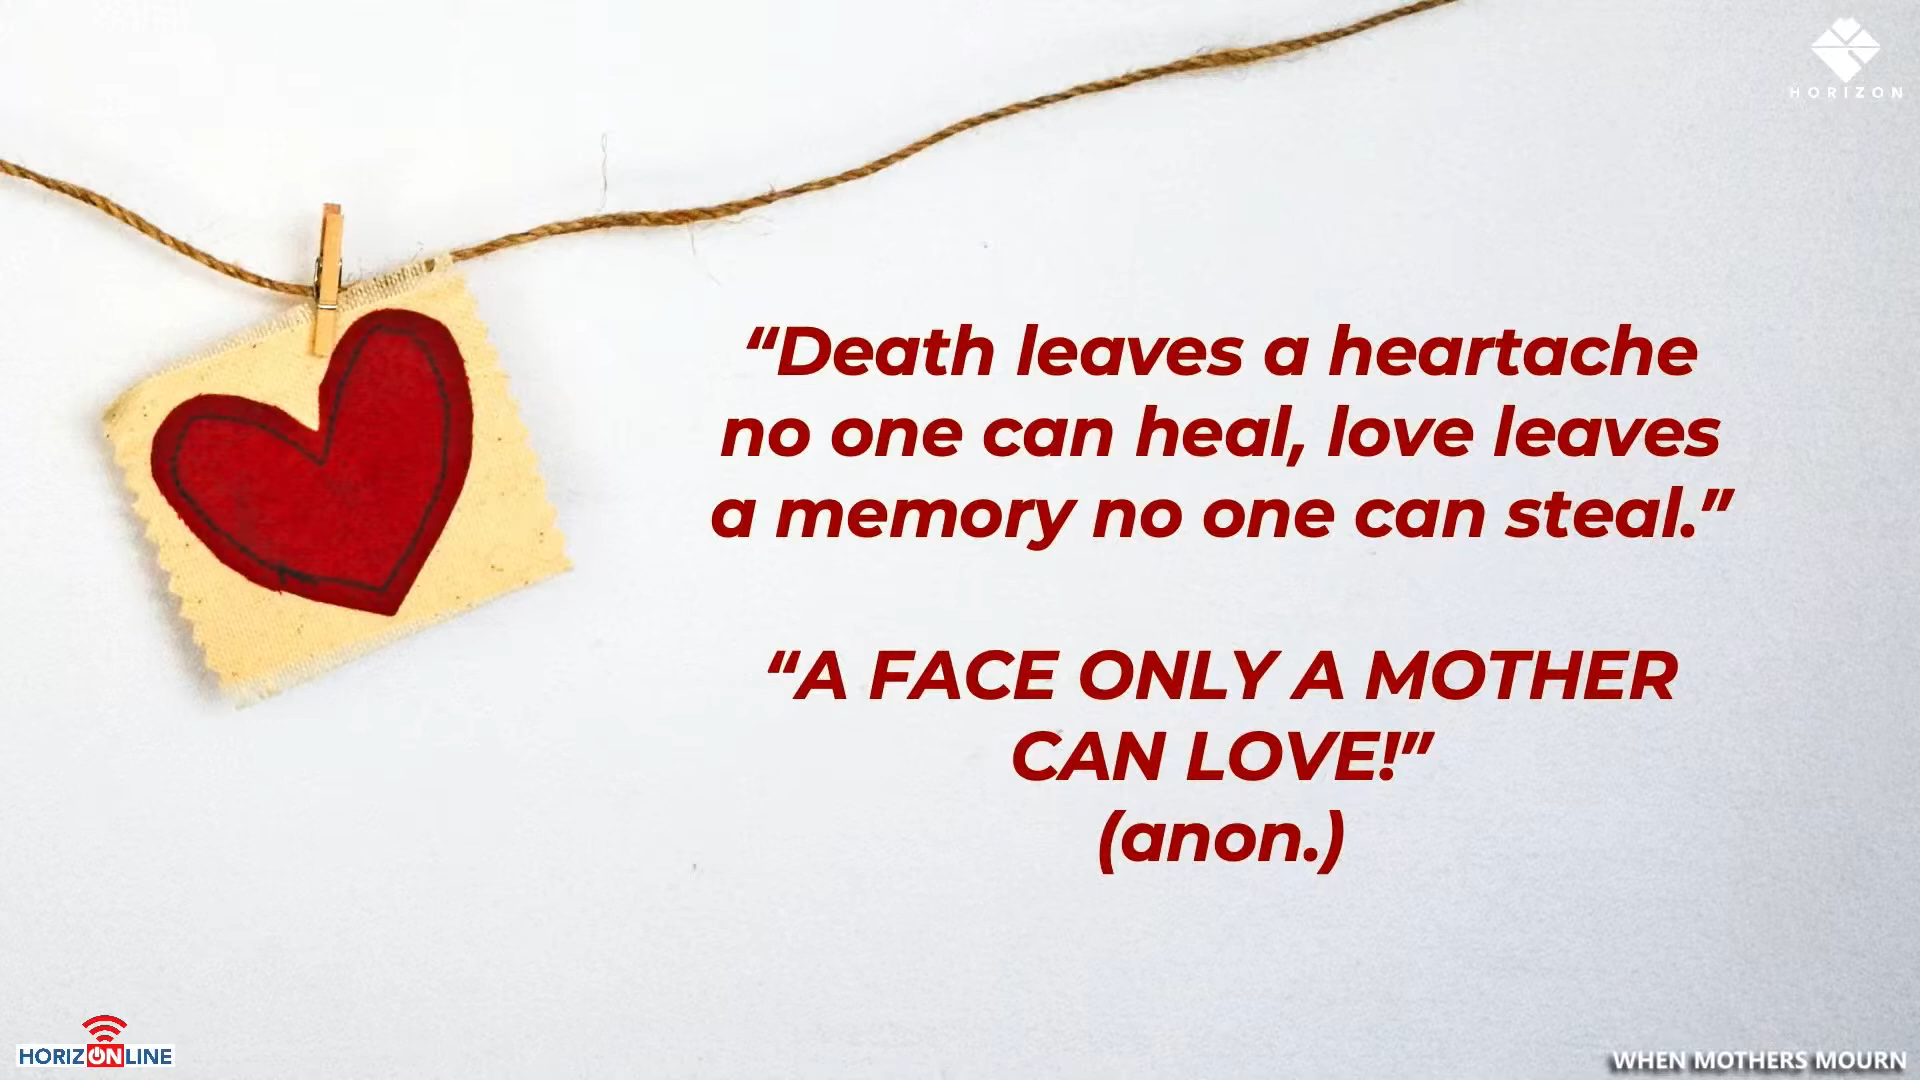 HORIZON
“Death leaves a heartache
no one can heal, love leaves
a memory no one can steal.”
“A FACE ONLY A MOTHER
CAN LOVE!”
(anon.)
HORIZONLINE
WHEN MOTHERS MOURN